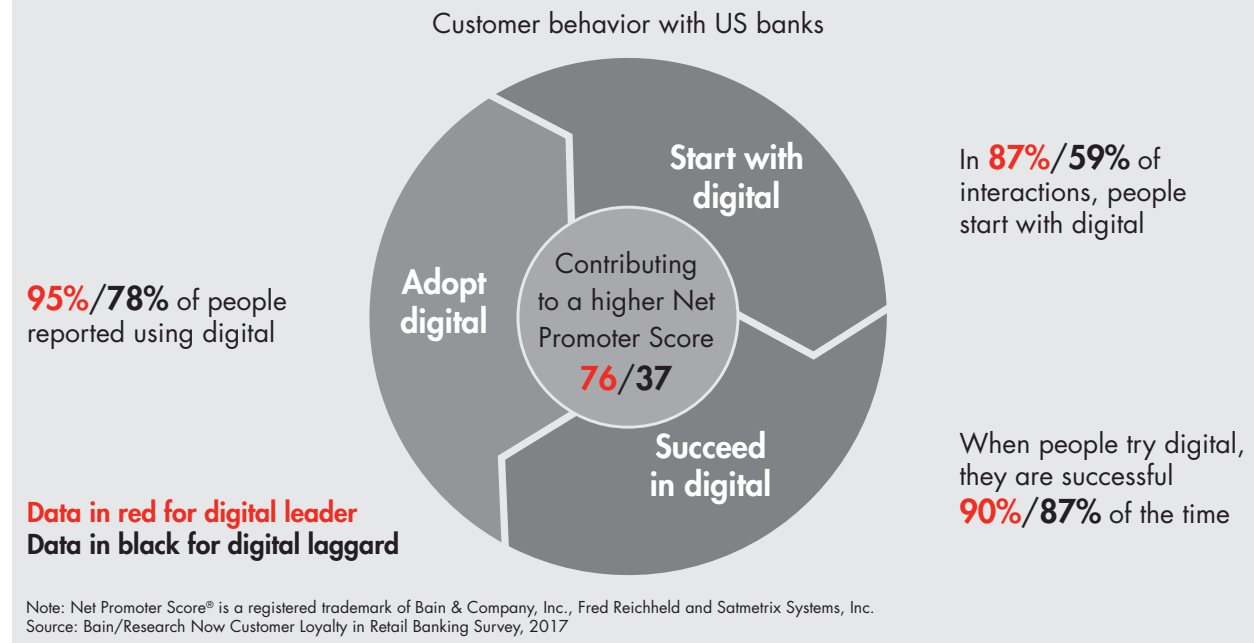 Customer behavior with US banks
Start with
digital
In 87%/59% of
interactions, people
start with digital
Contributing
to a higher Net
Promoter Score
76/37
Adopt
digital
95%/78% of people
reported using digital
Succeed
in digital
When people try digital,
they are successful
90%/87% of the time
Data in red for digital leader
Data in black for digital laggard
Note: Net Promoter Score® is a registered trademark of Bain & Company, Inc., Fred Reichheld and Satmetrix Systems, Inc.
Source: Bain/Research Now Customer Loyalty in Retail Banking Survey, 2017